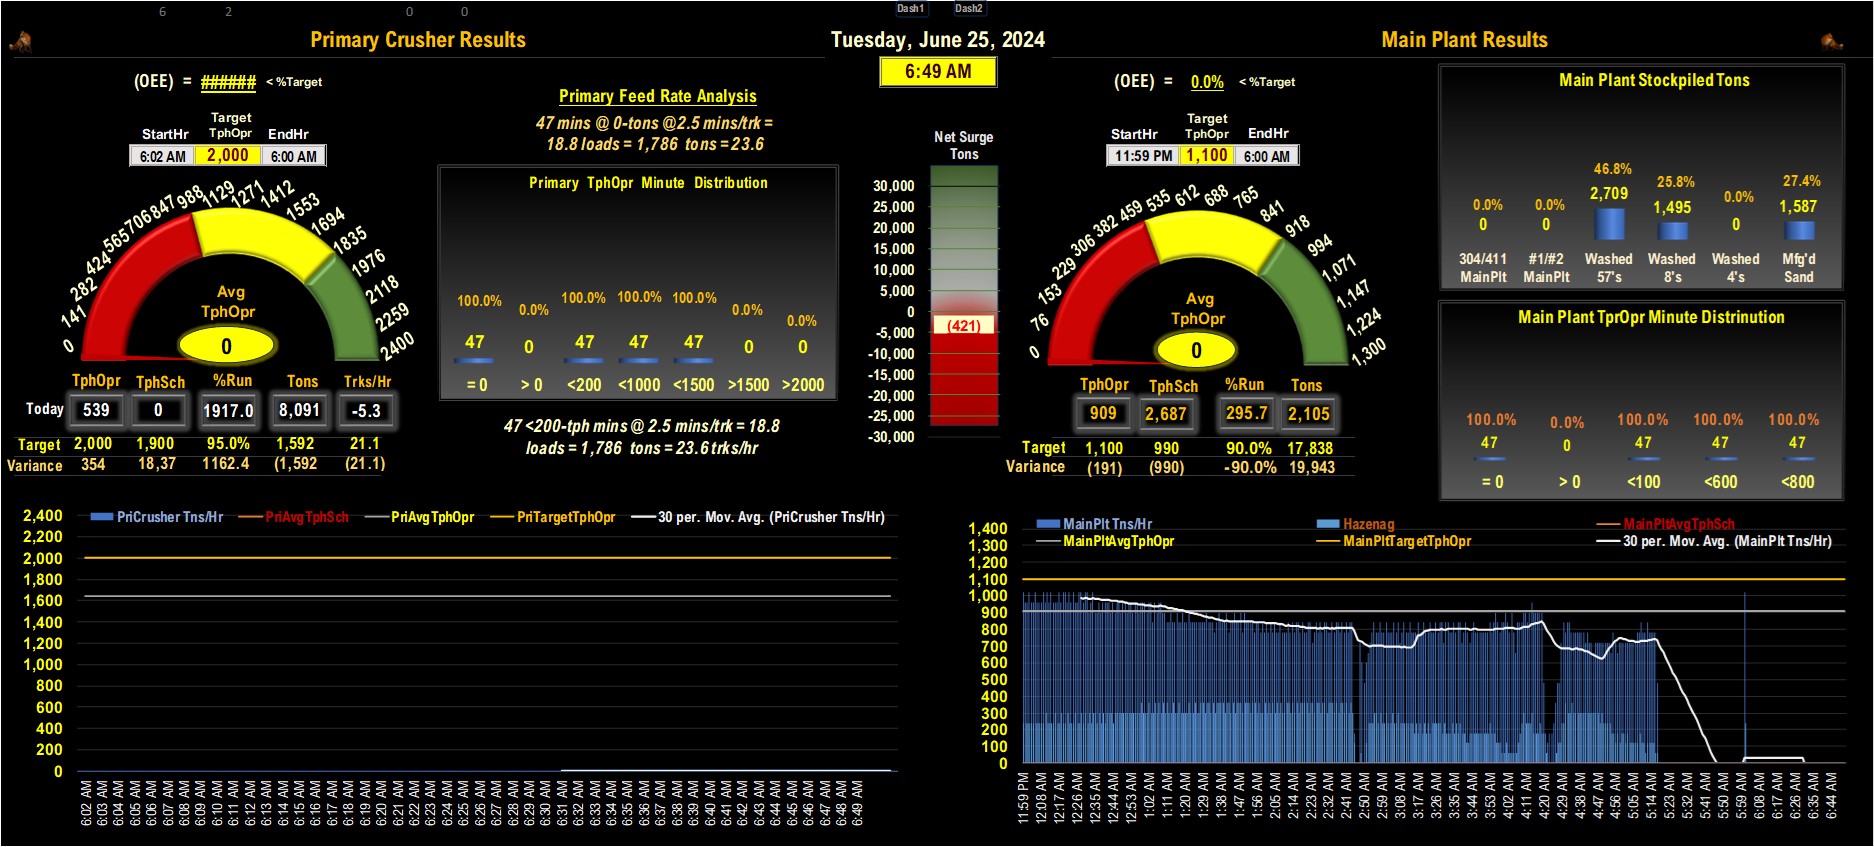 6 2 0 0 Dash1 Dash2
Primary Crusher Results
(OEE) = ###### < %Target
StartHr Target TphOpr EndHr
6:02 AM 2,000 6:00 AM
0 141 282 424 565 706 847 988 1129 1271 1412 1553 1694 1835 1976 2118 2259 2400
Avg
TphOpr
0
TphOpr TphSch %Run Tons Trks/Hr
Today 539 0 1917.0 8,091 -5.3
Target 2,000 1,900 95.0% 1,592 21.1
Variance 354 18,37 1162.4 (1,592 (21.1)
Primary Feed Rate Analysis
47 mins @ 0-tons @2.5 mins/trk =
18.8 loads = 1,786 tons = 23.6
Primary TphOpr Minute Distribution
100.0% 0.0% 100.0% 100.0% 100.0% 0.0% 0.0%
47 0 47 47 47 0 0
= 0 > 0 <200 <1000 <1500 >1500 >2000
47 <200-tph mins @ 2.5 mins/trk = 18.8
loads = 1,786 tons = 23.6 trks/hr
Tuesday, June 25, 2024
6:49 AM
Net Surge
Tons
30,000
25,000
20,000
15,000
10,000
5,000
0
(421)
-5,000
-10,000
-15,000
-20,000
-25,000
-30,000
Main Plant Results
(OEE) = 0.0% < %Target
StartHr Target TphOpr EndHr
11:59 PM 1,100 6:00 AM
0 76 153 229 306 382 459 535 612 688 765 841 918 994 1,071 1,147 1,224 1,300
Avg
TphOpr
0
TphOpr TphSch %Run Tons
909 2,687 295.7 2,105
Target 1,100 990 90.0% 17,838
Variance (191) (990) -90.0% 19,943
Main Plant Stockpiled Tons
0.0% 0.0% 46.8% 25.8% 0.0% 27.4%
0 0 2,709 1,495 0 1,587
304/411 #1/#2 Washed Washed Washed Mfg'd
MainPlt MainPlt 57's 8's 4's Sand
Main Plant TprOpr Minute Distrinution
100.0% 0.0% 100.0% 100.0% 100.0%
47 0 47 47 47
= 0 > 0 <100 <600 <800
PriCrusher Tns/Hr PriAvgTphSch PriAvgTphOpr PriTargetTphOpr 30 per. Mov. Avg. (PriCrusher Tns/Hr)
2,400
2,200
2,000
1,800
1,600
1,400
1,200
1,000
800
600
400
200
0
6:02 AM 6:03 AM 6:04 AM 6:05 AM 6:06 AM 6:07 AM 6:08 AM 6:09 AM 6:10 AM 6:11 AM 6:12 AM 6:13 AM 6:14 AM 6:15 AM 6:16 AM 6:17 AM 6:18 AM 6:19 AM 6:20 AM 6:21 AM 6:22 AM 6:23 AM 6:24 AM 6:25 AM 6:26 AM 6:27 AM 6:28 AM 6:29 AM 6:30 AM 6:31 AM 6:32 AM 6:33 AM 6:34 AM 6:35 AM 6:36 AM 6:37 AM 6:38 AM 6:39 AM 6:40 AM 6:41 AM 6:42 AM 6:43 AM 6:44 AM 6:45 AM 6:46 AM 6:47 AM 6:48 AM 6:49 AM
MainPlt Tns/Hr Hazenag MainPltAvgTphSch
MainPltAvgTphOpr MainPltTargetTphOpr 30 per. Mov. Avg. (MainPlt Tns/Hr)
1,400
1,300
1,200
1,100
1,000
900
800
700
600
500
400
300
200
100
0
11:59 PM 12:08 AM 12:17 AM 12:26 AM 12:35 AM 12:44 AM 12:53 AM 1:02 AM 1:11 AM 1:20 AM 1:29 AM 1:38 AM 1:47 AM 1:56 AM 2:05 AM 2:14 AM 2:23 AM 2:32 AM 2:41 AM 2:50 AM 2:59 AM 3:08 AM 3:17 AM 3:26 AM 3:35 AM 3:44 AM 3:53 AM 4:02 AM 4:11 AM 4:20 AM 4:29 AM 4:38 AM 4:47 AM 4:56 AM 5:05 AM 5:14 AM 5:23 AM 5:32 AM 5:41 AM 5:50 AM 5:59 AM 6:08 AM 6:17 AM 6:26 AM 6:35 AM 6:44 AM